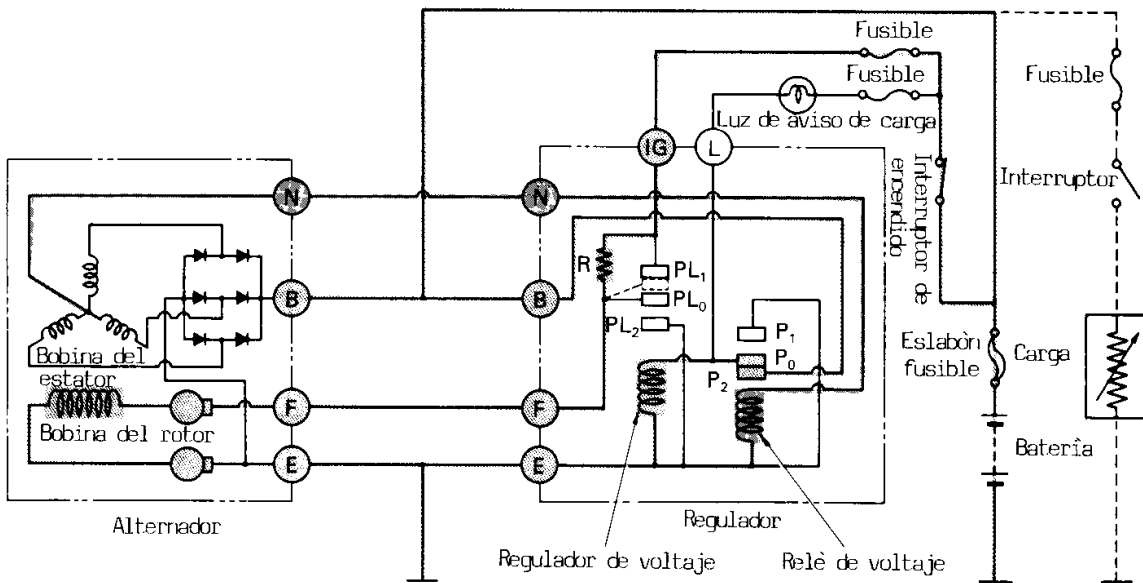 Fusible
Fusible
Fusible
Luz de aviso de carga
IG
L
Interruptor de
encendido
Interruptor
N
N
R
PL1
B
B
PL0
PL2
P1
P0
P2
Eslabòn
fusible
Carga
Bobina del
estator
F
F
Bobina del rotor
E
E
Batería
Alternador
Regulador
Regulador de voltaje
Relè de voltaje